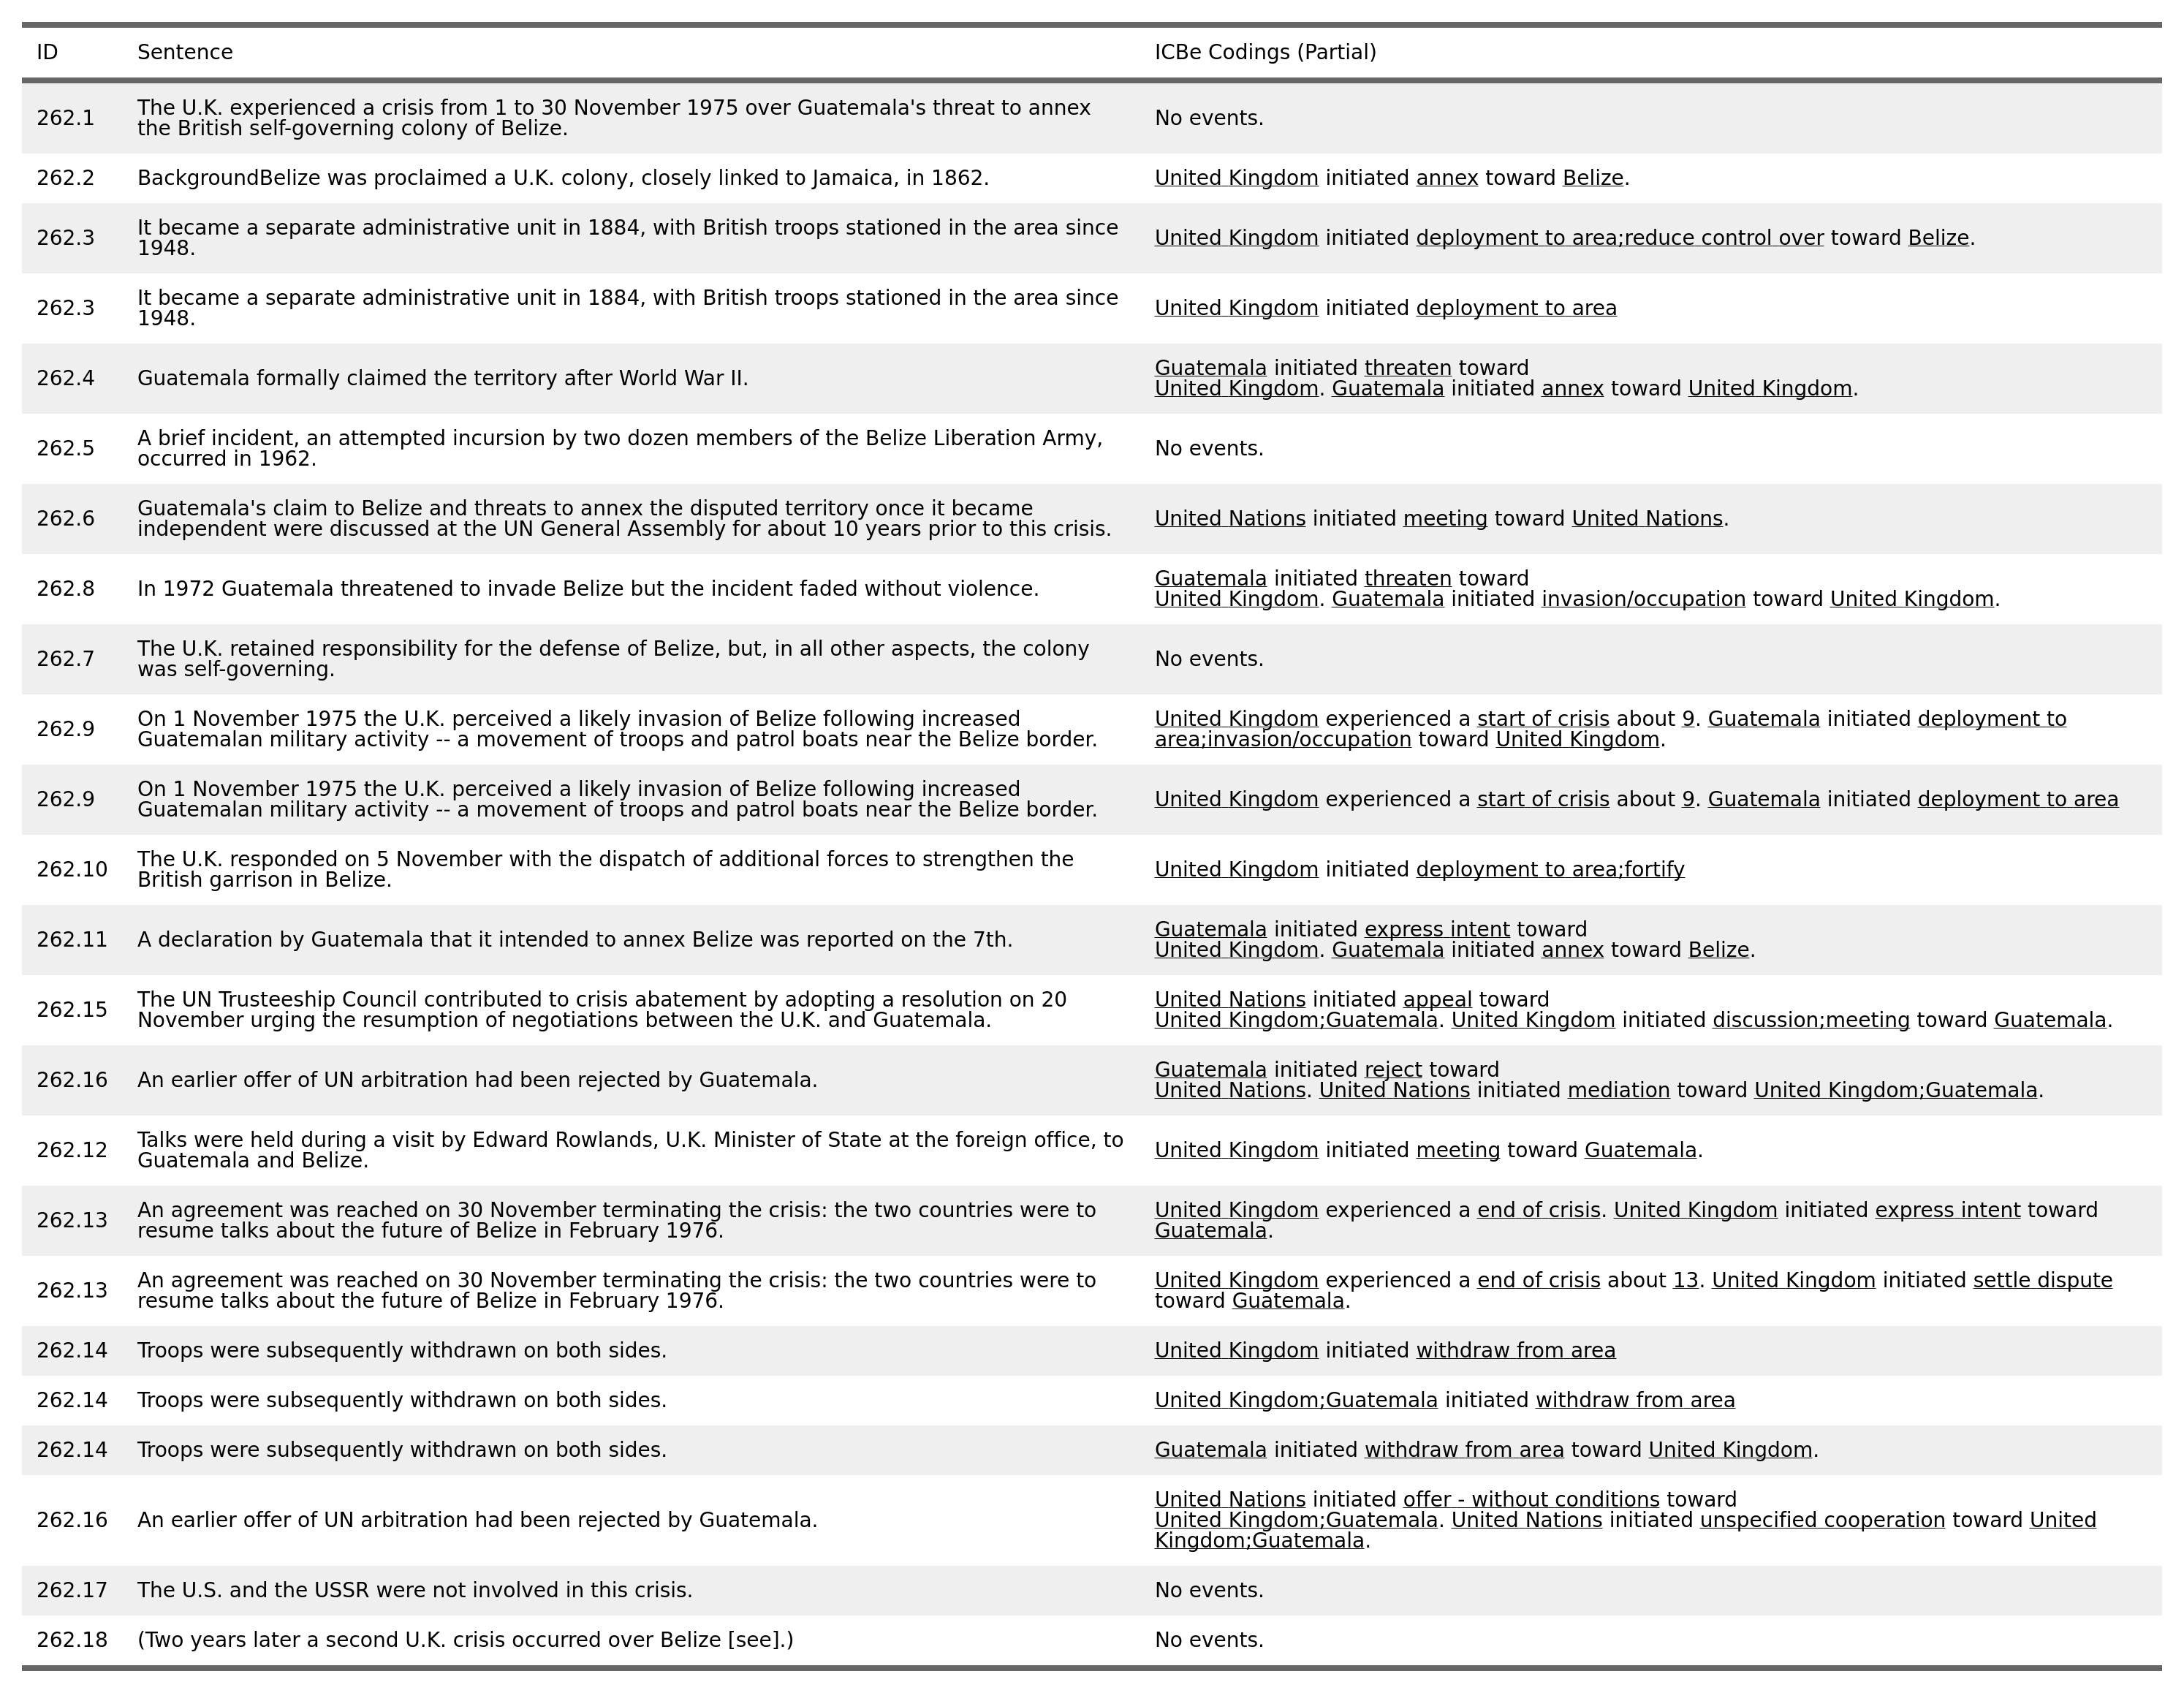 ID Sentence ICBe Codings (Partial)
262.1 The U.K. experienced a crisis from 1 to 30 November 1975 over Guatemala's threat to annex
the British self-governing colony of Belize. No events.
262.2 BackgroundBelize was proclaimed a U.K. colony, closely linked to Jamaica, in 1862. United Kingdom initiated annex toward Belize.
262.3 It became a separate administrative unit in 1884, with British troops stationed in the area since
1948. United Kingdom initiated deployment to area;reduce control over toward Belize.
262.3 It became a separate administrative unit in 1884, with British troops stationed in the area since
1948. United Kingdom initiated deployment to area
262.4 Guatemala formally claimed the territory after World War II. Guatemala initiated threaten toward
United Kingdom. Guatemala initiated annex toward United Kingdom.
262.5 A brief incident, an attempted incursion by two dozen members of the Belize Liberation Army,
occurred in 1962. No events.
262.6 Guatemala's claim to Belize and threats to annex the disputed territory once it became
independent were discussed at the UN General Assembly for about 10 years prior to this crisis. United Nations initiated meeting toward United Nations.
262.8 In 1972 Guatemala threatened to invade Belize but the incident faded without violence. Guatemala initiated threaten toward
United Kingdom. Guatemala initiated invasion/occupation toward United Kingdom.
262.7 The U.K. retained responsibility for the defense of Belize, but, in all other aspects, the colony
was self-governing. No events.
262.9 On 1 November 1975 the U.K. perceived a likely invasion of Belize following increased
Guatemalan military activity -- a movement of troops and patrol boats near the Belize border. United Kingdom experienced a start of crisis about 9. Guatemala initiated deployment to
area;invasion/occupation toward United Kingdom.
262.9 On 1 November 1975 the U.K. perceived a likely invasion of Belize following increased
Guatemalan military activity -- a movement of troops and patrol boats near the Belize border. United Kingdom experienced a start of crisis about 9. Guatemala initiated deployment to area
262.10 The U.K. responded on 5 November with the dispatch of additional forces to strengthen the
British garrison in Belize. United Kingdom initiated deployment to area;fortify
262.11 A declaration by Guatemala that it intended to annex Belize was reported on the 7th. Guatemala initiated express intent toward
United Kingdom. Guatemala initiated annex toward Belize.
262.15 The UN Trusteeship Council contributed to crisis abatement by adopting a resolution on 20
November urging the resumption of negotiations between the U.K. and Guatemala. United Nations initiated appeal toward
United Kingdom;Guatemala. United Kingdom initiated discussion;meeting toward Guatemala.
262.16 An earlier offer of UN arbitration had been rejected by Guatemala. Guatemala initiated reject toward
United Nations. United Nations initiated mediation toward United Kingdom;Guatemala.
262.12 Talks were held during a visit by Edward Rowlands, U.K. Minister of State at the foreign office, to
Guatemala and Belize. United Kingdom initiated meeting toward Guatemala.
262.13 An agreement was reached on 30 November terminating the crisis: the two countries were to
resume talks about the future of Belize in February 1976. United Kingdom experienced a end of crisis. United Kingdom initiated express intent toward
Guatemala.
262.13 An agreement was reached on 30 November terminating the crisis: the two countries were to
resume talks about the future of Belize in February 1976. United Kingdom experienced a end of crisis about 13. United Kingdom initiated settle dispute
toward Guatemala.
262.14 Troops were subsequently withdrawn on both sides. United Kingdom initiated withdraw from area
262.14 Troops were subsequently withdrawn on both sides. United Kingdom;Guatemala initiated withdraw from area
262.14 Troops were subsequently withdrawn on both sides. Guatemala initiated withdraw from area toward United Kingdom.
262.16 An earlier offer of UN arbitration had been rejected by Guatemala. United Nations initiated offer - without conditions toward
United Kingdom;Guatemala. United Nations initiated unspecified cooperation toward United
Kingdom;Guatemala.
262.17 The U.S. and the USSR were not involved in this crisis. No events.
262.18 (Two years later a second U.K. crisis occurred over Belize [see].) No events.